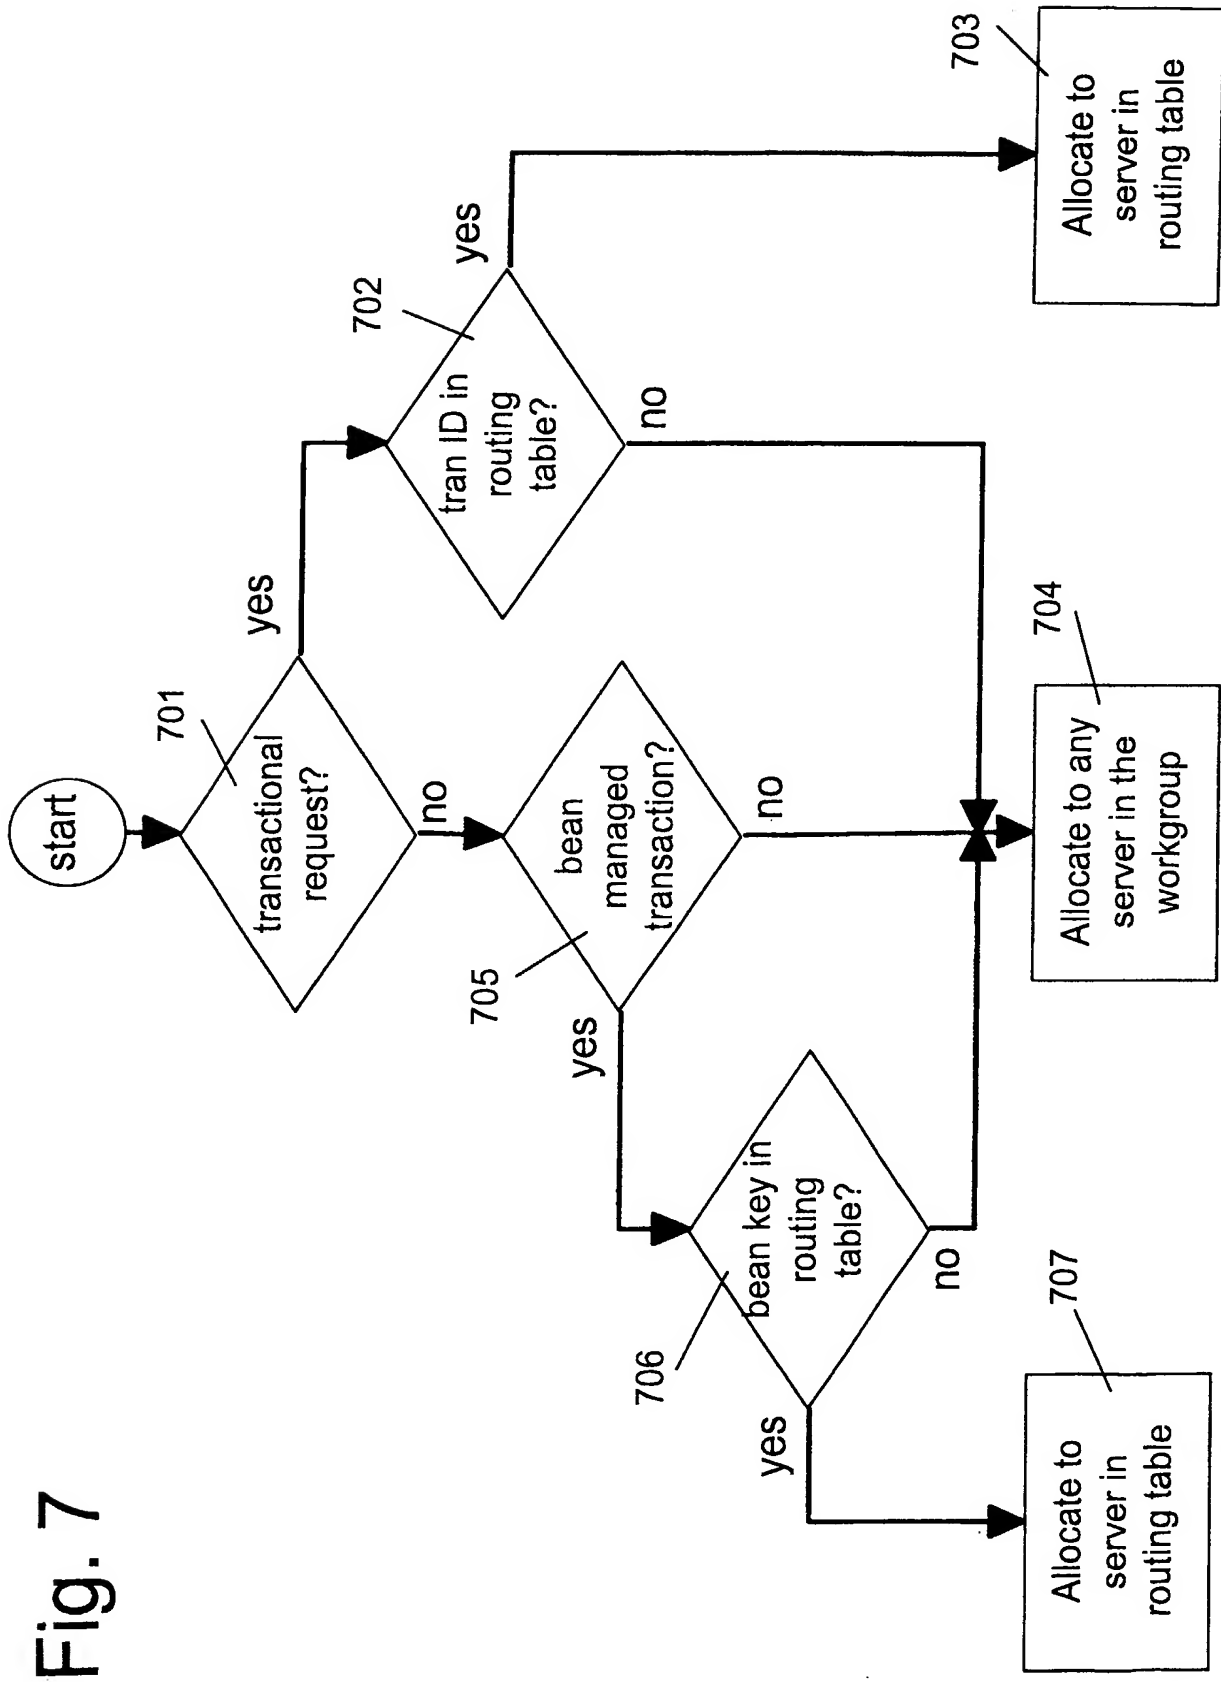 Fig. 7
start
701
transactional
request?
yes
no
702
tran ID in
routing
table?
yes
no
705
bean
managed
transaction?
yes
no
706
bean key in
routing
table?
yes
no
707
Allocate to
server in
routing table
704
Allocate to any
server in the
workgroup
703
Allocate to
server in
routing table